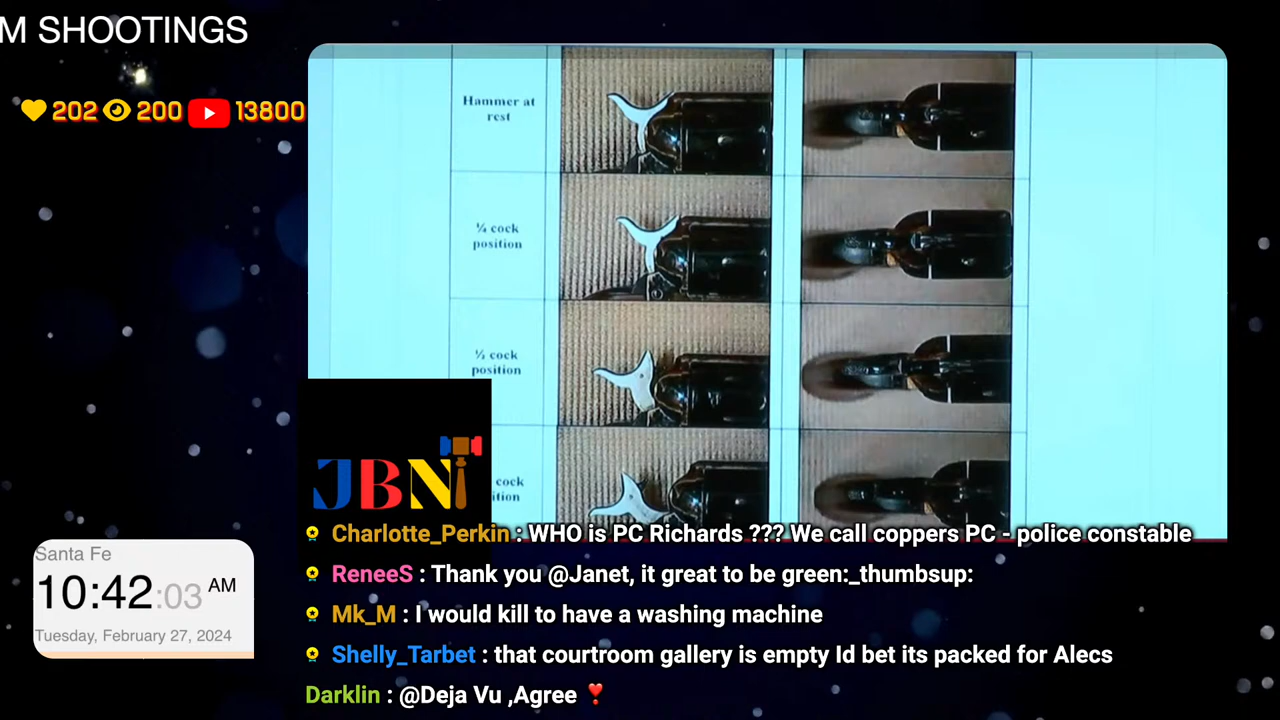 M SHOOTINGS
202 200 13800
Hammer at
rest
¼ cock
position
½ cock
position
cock
ition
JBN
Charlotte_Perkin : WHO is PC Richards ??? We call coppers PC - police constable
ReneeS : Thank you @Janet, it great to be green:_thumbsup:
Mk_M : I would kill to have a washing machine
Shelly_Tarbet : that courtroom gallery is empty Id bet its packed for Alecs
Darklin : @Deja Vu ,Agree ❣️
Santa Fe
10:42:03 AM
Tuesday, February 27, 2024